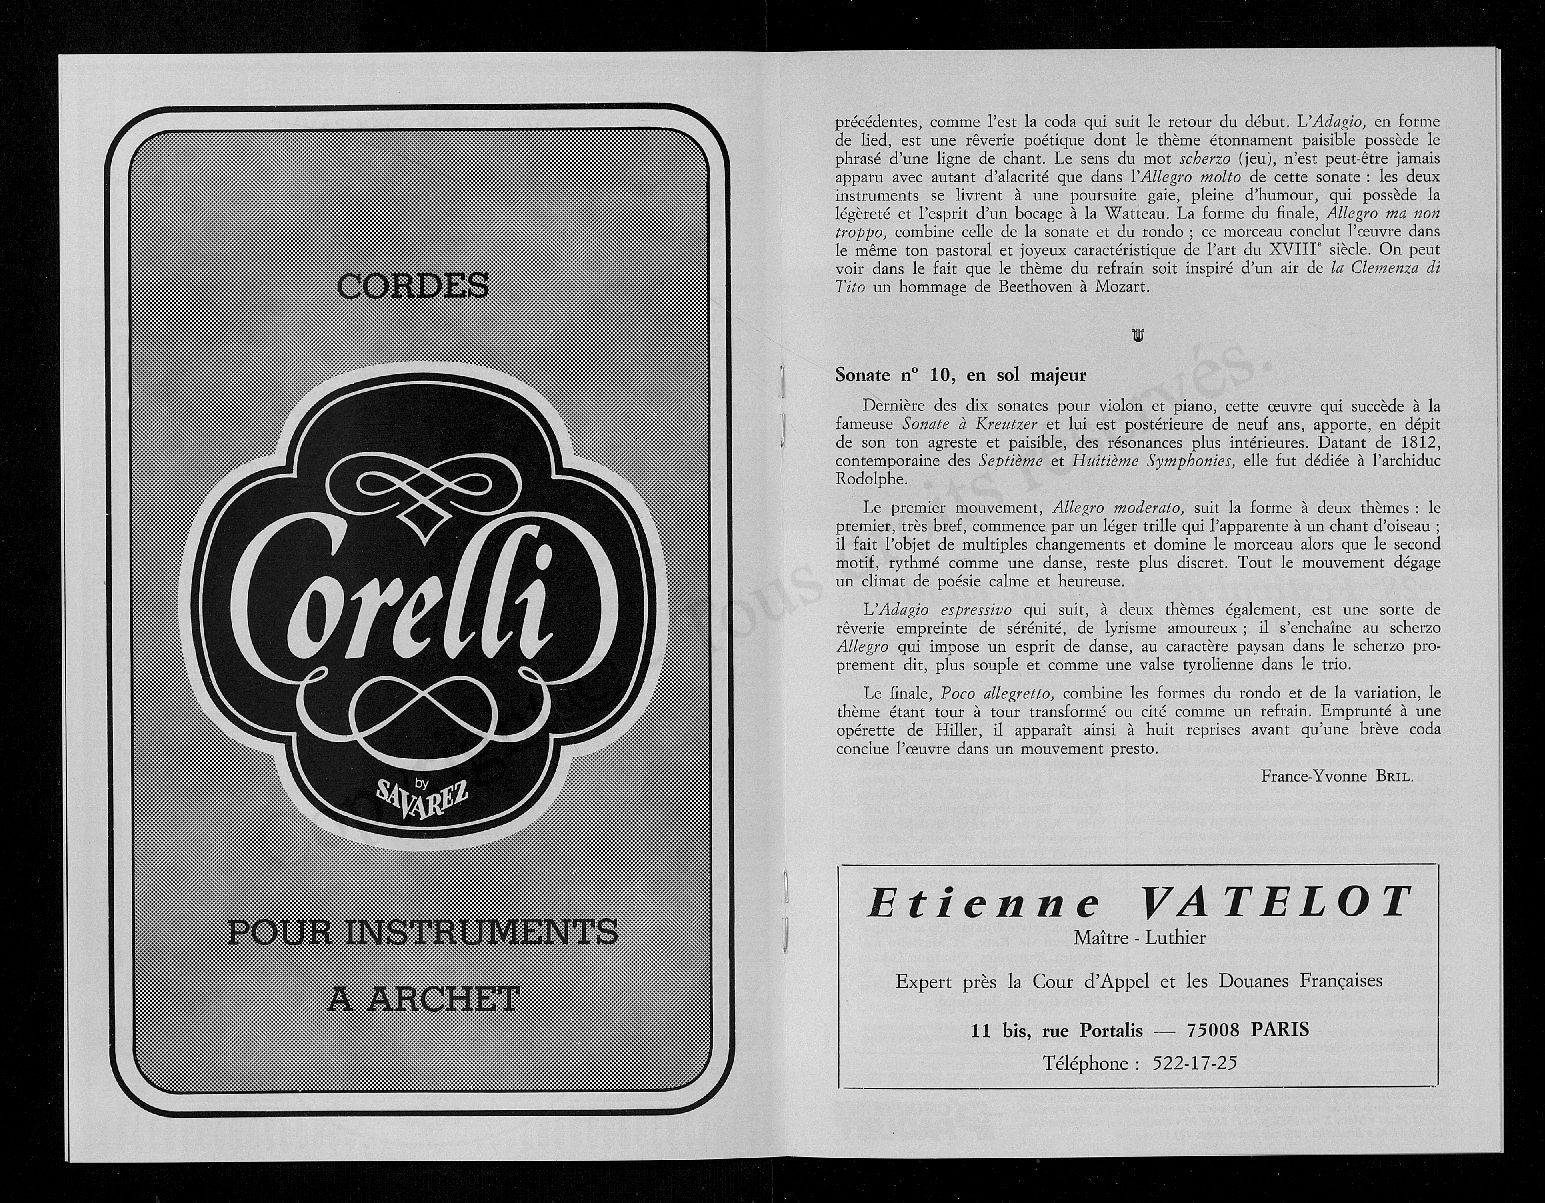 CORDES
Corelli
by
SAVAREZ
POUR INSTRUMENTS
A ARCHET
précédentes, comme l'est la coda qui suit le retour du début. L'Adagio, en forme
de lied, est une rêverie poétique dont le thème étonnament paisible possède le
phrasé d'une ligne de chant. Le sens du mot scherzo (jeu), n'est peut-être jamais
apparu avec autant d'alacrité que dans l'Allegro molto de cette sonate : les deux
instruments se livrent à une poursuite gaie, pleine d'humour, qui possède la
légèreté et l'esprit d'un bocage à la Watteau. La forme du finale, Allegro ma non
troppo, combine celle de la sonate et du rondo ; ce morceau conclut l'œuvre dans
le même ton pastoral et joyeux caractéristique de l'art du XVIIIe siècle. On peut
voir dans le fait que le thème du refrain soit inspiré d'un air de la Clemenza di
Tito un hommage de Beethoven à Mozart.
Sonate n° 10, en sol majeur
Dernière des dix sonates pour violon et piano, cette œuvre qui succède à la
fameuse Sonate à Kreutzer et lui est postérieure de neuf ans, apporte, en dépit
de son ton agreste et paisible, des résonances plus intérieures. Datant de 1812,
contemporaine des Septième et Huitième Symphonies, elle fut dédiée à l'archiduc
Rodolphe.
Le premier mouvement, Allegro moderato, suit la forme à deux thèmes : le
premier, très bref, commence par un léger trille qui l'apparente à un chant d'oiseau ;
il fait l'objet de multiples changements et domine le morceau alors que le second
motif, rythmé comme une danse, reste plus discret. Tout le mouvement dégage
un climat de poésie calme et heureuse.
L'Adagio espressivo qui suit, à deux thèmes également, est une sorte de
rêverie empreinte de sérénité, de lyrisme amoureux ; il s'enchaîne au scherzo
Allegro qui impose un esprit de danse, au caractère paysan dans le scherzo pro-
prement dit, plus souple et comme une valse tyrolienne dans le trio.
Le finale, Poco allegretto, combine les formes du rondo et de la variation, le
thème étant tour à tour transformé ou cité comme un refrain. Emprunté à une
opérette de Hiller, il apparaît ainsi à huit reprises avant qu'une brève coda
conclue l'œuvre dans un mouvement presto.
France-Yvonne BRIL.
Etienne VATELOT
Maître - Luthier
Expert près la Cour d'Appel et les Douanes Françaises
11 bis, rue Portalis — 75008 PARIS
Téléphone : 522-17-25